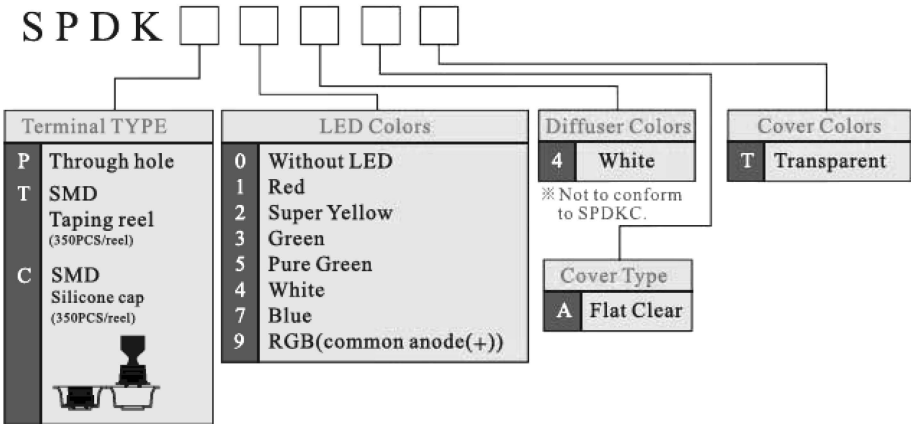 SPDK
Terminal TYPE
P Through hole
T SMD
Taping reel
(350PCS/reel)
C SMD
Silicone cap
(350PCS/reel)
LED Colors
0 Without LED
1 Red
2 Super Yellow
3 Green
5 Pure Green
4 White
7 Blue
9 RGB(common anode(+))
Diffuser Colors
4 White
※Not to conform
to SPDKC.
Cover Type
A Flat Clear
Cover Colors
T Transparent